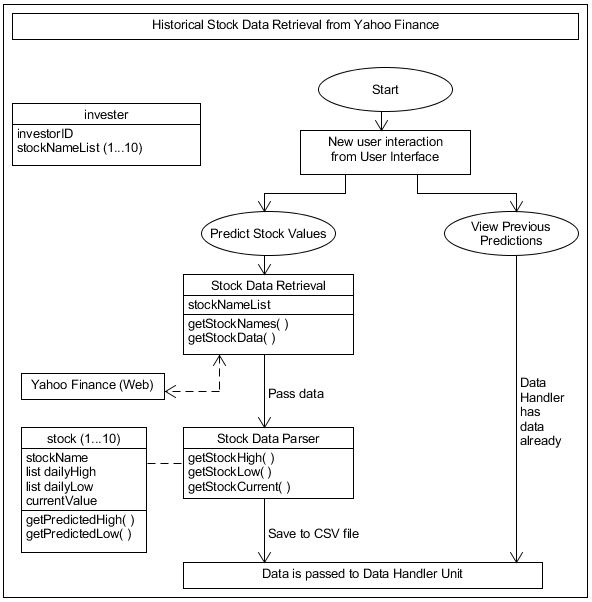 Historical Stock Data Retrieval from Yahoo Finance
Start
invester
investorID
stockNameList (1...10)
New user interaction
from User Interface
Predict Stock Values
View Previous
Predictions
Stock Data Retrieval
stockNameList
getStockNames( )
getStockData( )
Yahoo Finance (Web)
Pass data
Data
Handler
has
data
already
stock (1...10)
stockName
list dailyHigh
list dailyLow
currentValue
getPredictedHigh( )
getPredictedLow( )
Stock Data Parser
getStockHigh( )
getStockLow( )
getStockCurrent( )
Save to CSV file
Data is passed to Data Handler Unit